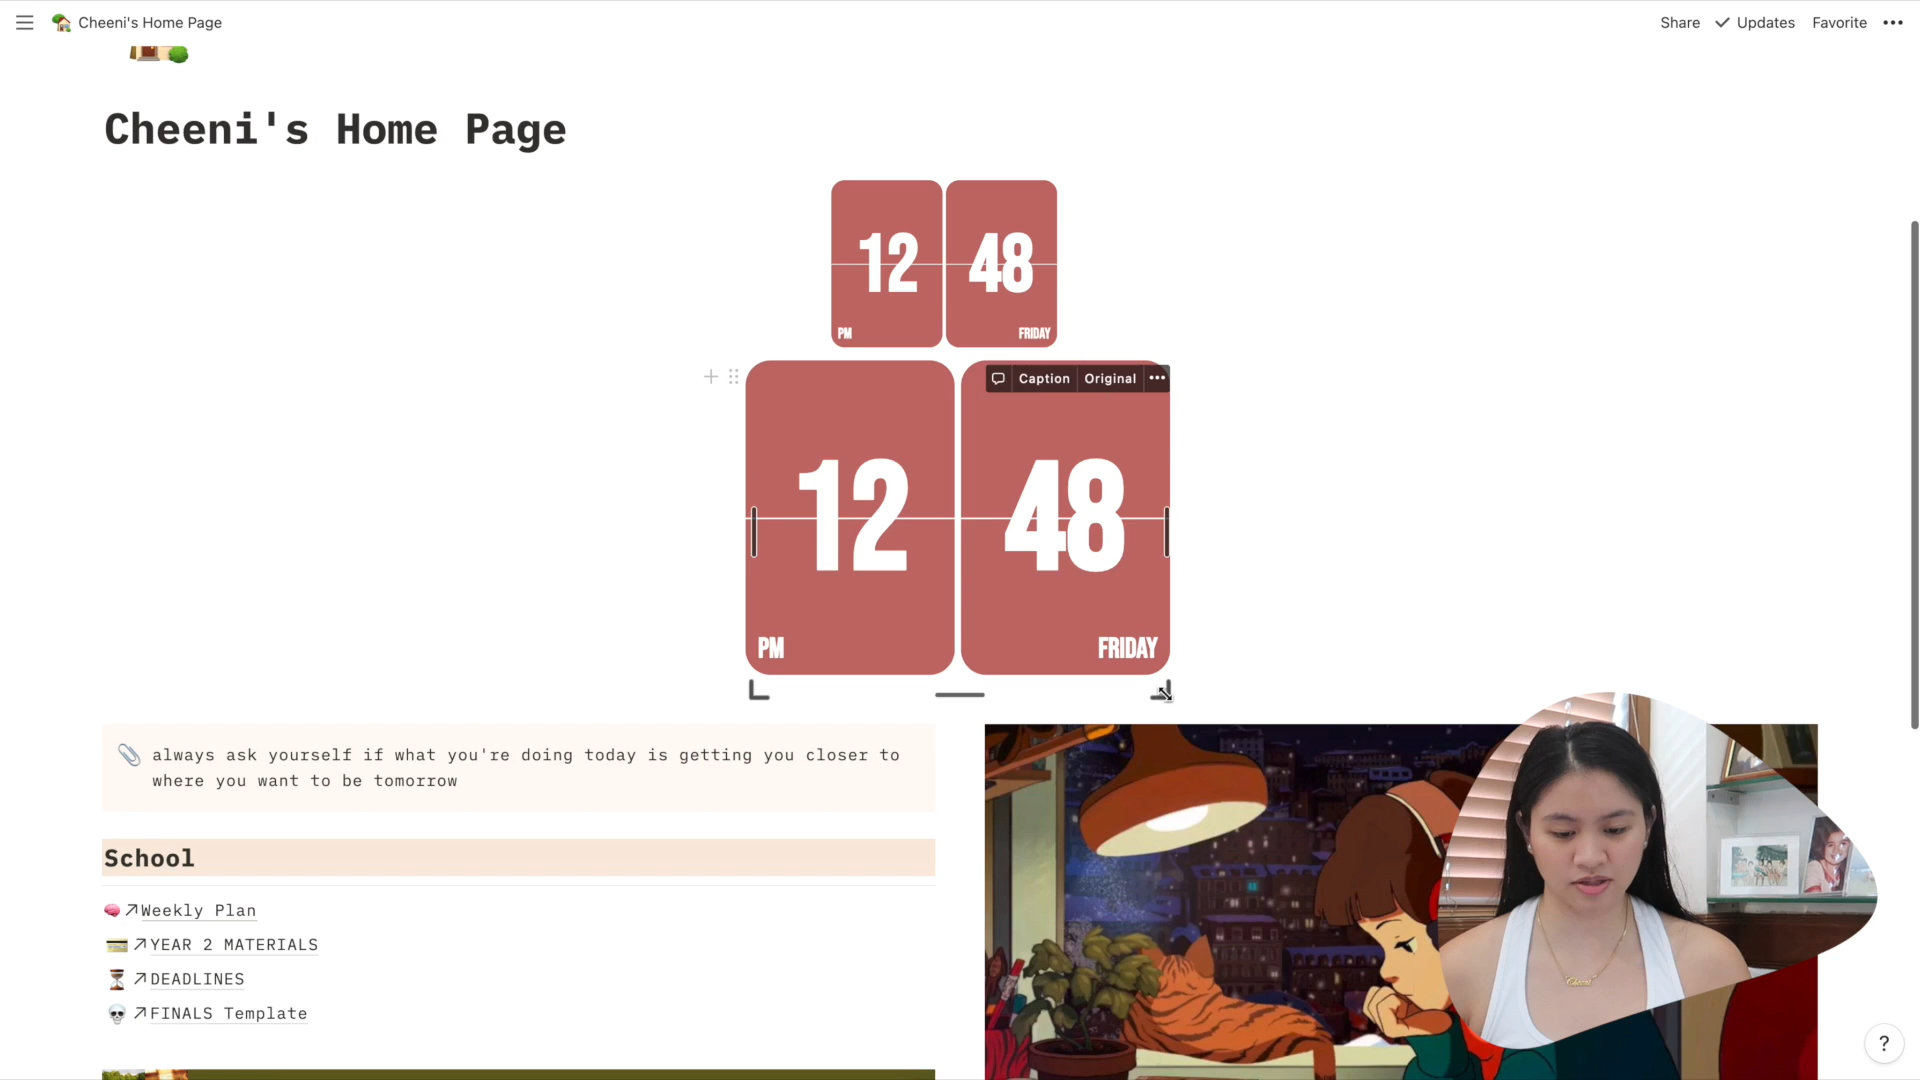 Cheeni's Home Page
Share
Updates
Favorite
Cheeni's Home Page
12
48
PM
FRIDAY
Caption
Original
12
48
PM
FRIDAY
always ask yourself if what you're doing today is getting you closer to
where you want to be tomorrow
School
Weekly Plan
YEAR 2 MATERIALS
DEADLINES
FINALS Template
?